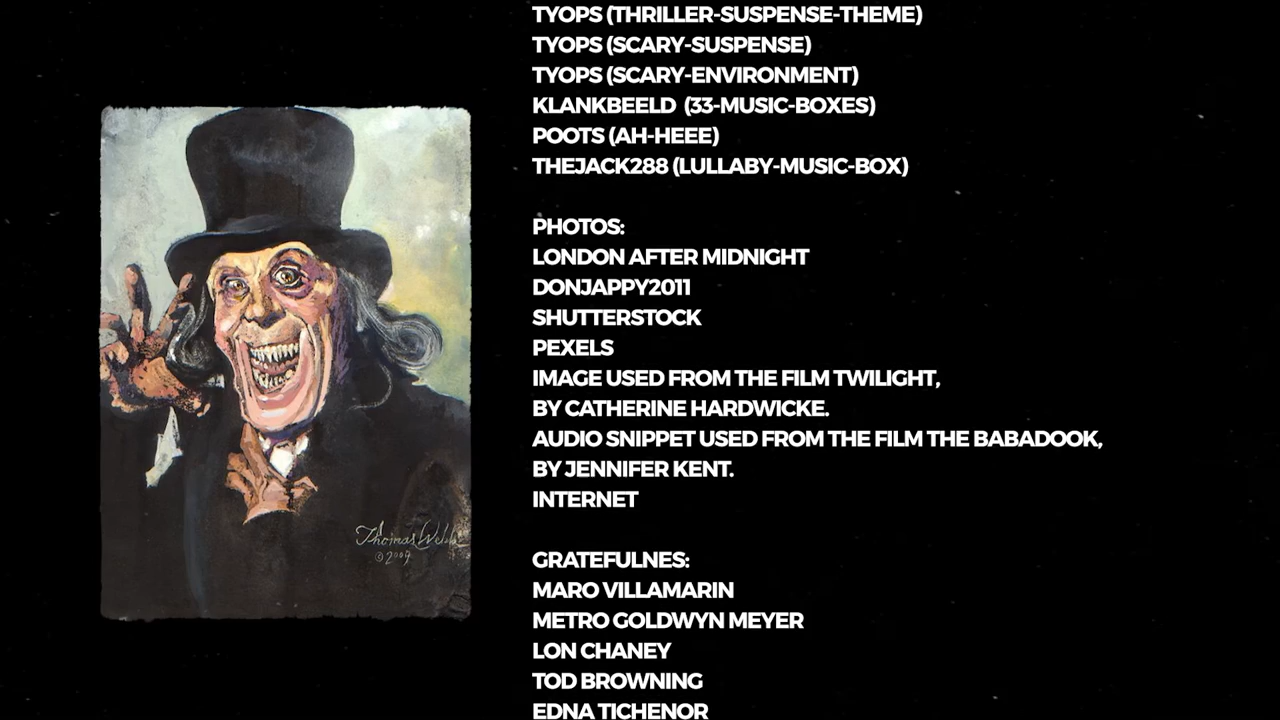 TYOPS (THRILLER-SUSPENSE-THEME)
TYOPS (SCARY-SUSPENSE)
TYOPS (SCARY-ENVIRONMENT)
KLANKBEELD (33-MUSIC-BOXES)
POOTS (AH-HEEE)
THEJACK288 (LULLABY-MUSIC-BOX)
PHOTOS:
LONDON AFTER MIDNIGHT
DONJAPPY2011
SHUTTERSTOCK
PEXELS
IMAGE USED FROM THE FILM TWILIGHT,
BY CATHERINE HARDWICKE.
AUDIO SNIPPET USED FROM THE FILM THE BABADOOK,
BY JENNIFER KENT.
INTERNET
GRATEFULNES:
MARO VILLAMARIN
METRO GOLDWYN MEYER
LON CHANEY
TOD BROWNING
EDNA TICHENOR
Thomas
©2009